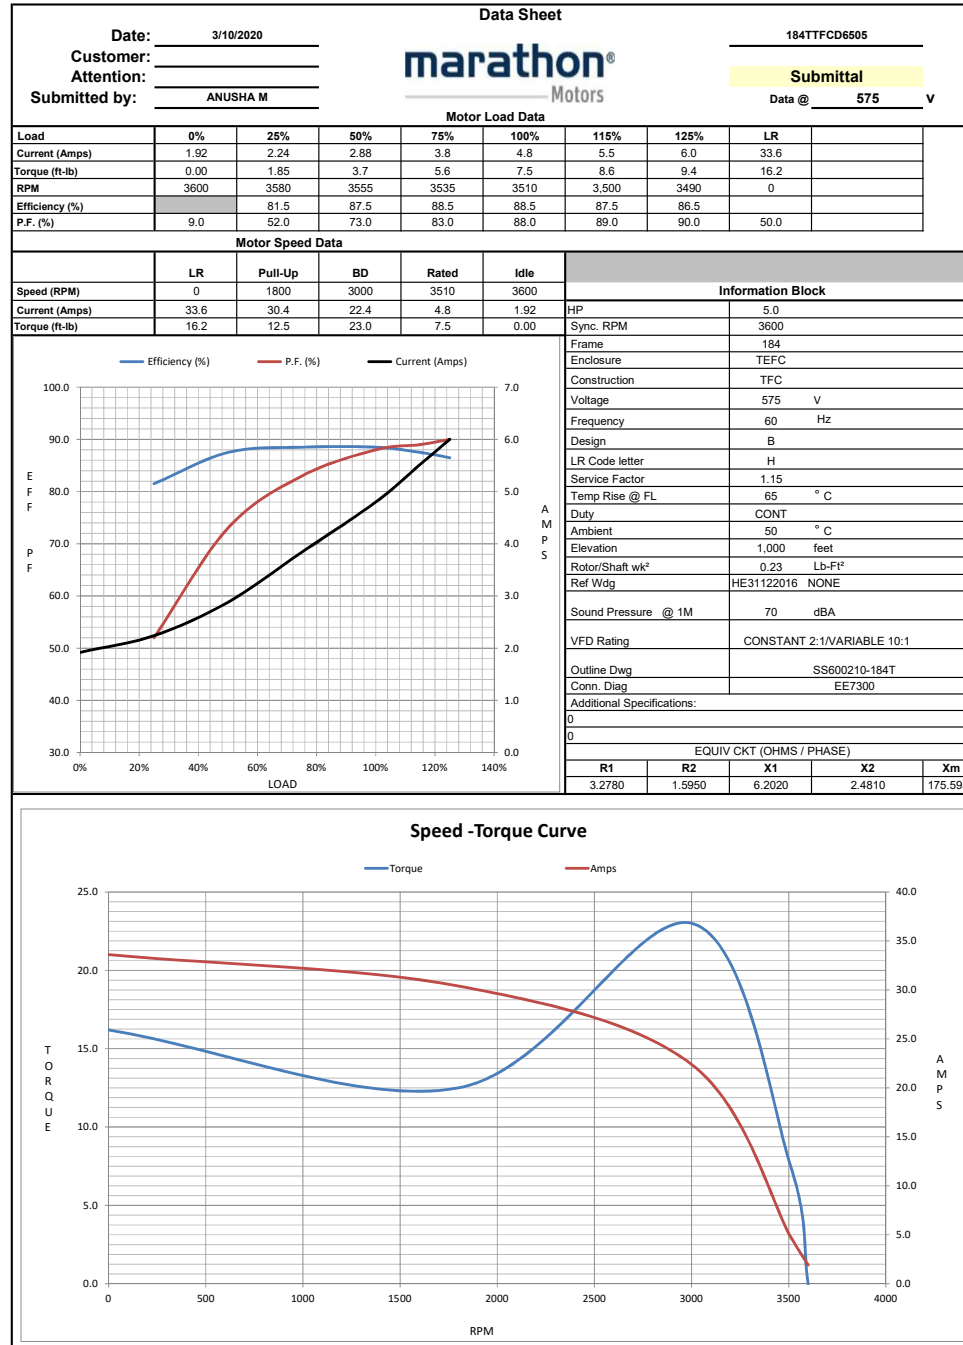 Data Sheet
Date: 3/10/2020 184TTFCD6505
Customer:
Attention:
Submitted by: ANUSHA M
marathon®
Motors
Submittal
Data @ 575 V
Motor Load Data
Load 0% 25% 50% 75% 100% 115% 125% LR
Current (Amps) 1.92 2.24 2.88 3.8 4.8 5.5 6.0 33.6
Torque (ft-lb) 0.00 1.85 3.7 5.6 7.5 8.6 9.4 16.2
RPM 3600 3580 3555 3535 3510 3,500 3490 0
Efficiency (%) 81.5 87.5 88.5 88.5 87.5 86.5
P.F. (%) 9.0 52.0 73.0 83.0 88.0 89.0 90.0 50.0
Motor Speed Data
LR Pull-Up BD Rated Idle
Speed (RPM) 0 1800 3000 3510 3600
Current (Amps) 33.6 30.4 22.4 4.8 1.92
Torque (ft-lb) 16.2 12.5 23.0 7.5 0.00
Information Block
HP 5.0
Sync. RPM 3600
Frame 184
Enclosure TEFC
Construction TFC
Voltage 575 V
Frequency 60 Hz
Design B
LR Code letter H
Service Factor 1.15
Temp Rise @ FL 65 ° C
Duty CONT
Ambient 50 ° C
Elevation 1,000 feet
Rotor/Shaft wk² 0.23 Lb-Ft²
Ref Wdg HE31122016 NONE
Sound Pressure @ 1M 70 dBA
VFD Rating CONSTANT 2:1/VARIABLE 10:1
Outline Dwg SS600210-184T
Conn. Diag EE7300
Additional Specifications:
0
0
EQUIV CKT (OHMS / PHASE)
R1 R2 X1 X2 Xm
3.2780 1.5950 6.2020 2.4810 175.59
Efficiency (%) P.F. (%) Current (Amps)
100.0 7.0
90.0 6.0
80.0 5.0
70.0 4.0
60.0 3.0
50.0 2.0
40.0 1.0
30.0 0.0
EFF PF
AMPS
0% 20% 40% 60% 80% 100% 120% 140%
LOAD
Speed -Torque Curve
Torque Amps
25.0
20.0
15.0
10.0
5.0
0.0
TORQUE
40.0
35.0
30.0
25.0
20.0
15.0
10.0
5.0
0.0
AMPS
0 500 1000 1500 2000 2500 3000 3500 4000
RPM